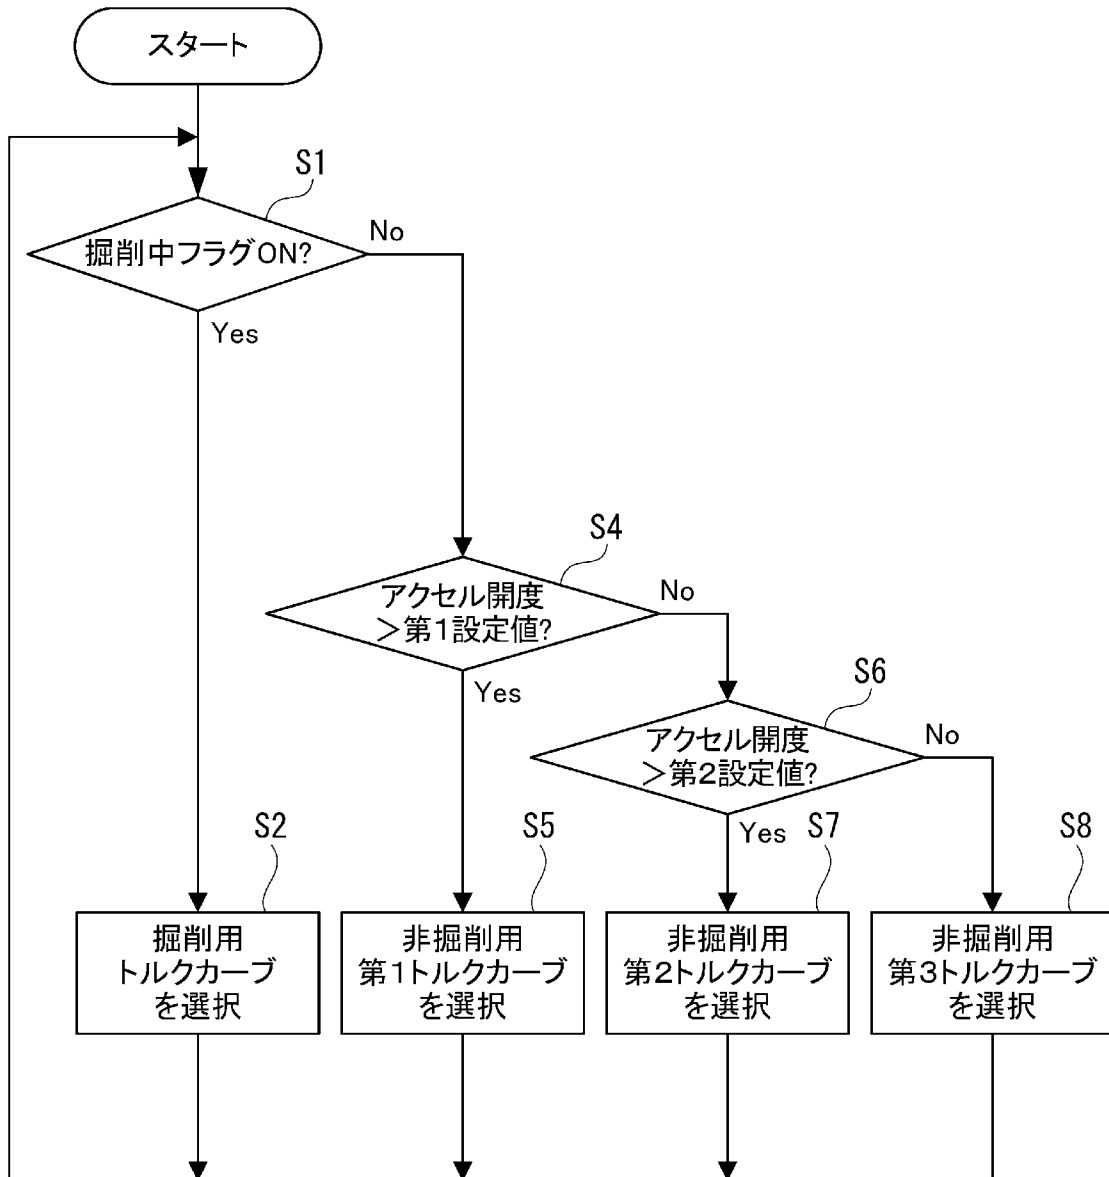 スタート
S1
掘削中フラグON?
No
Yes
S4
アクセル開度
＞第1設定値?
No
Yes
S6
アクセル開度
＞第2設定値?
No
Yes
S2
S5
S7
S8
掘削用
トルクカーブ
を選択
非掘削用
第1トルクカーブ
を選択
非掘削用
第2トルクカーブ
を選択
非掘削用
第3トルクカーブ
を選択